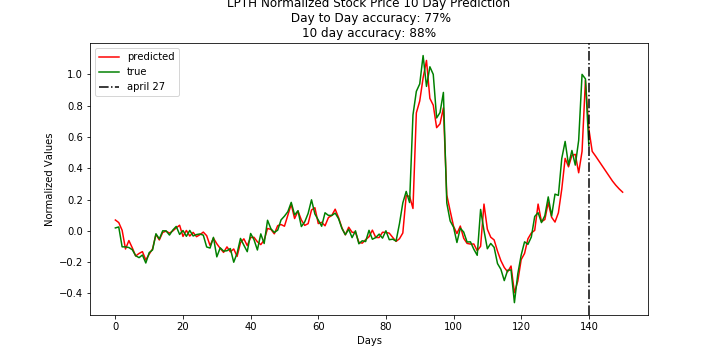 LPTH Normalized Stock Price 10 Day Prediction
Day to Day accuracy: 77%
10 day accuracy: 88%
predicted
true
april 27
Normalized Values
1.0
0.8
0.6
0.4
0.2
0.0
−0.2
−0.4
0 20 40 60 80 100 120 140
Days